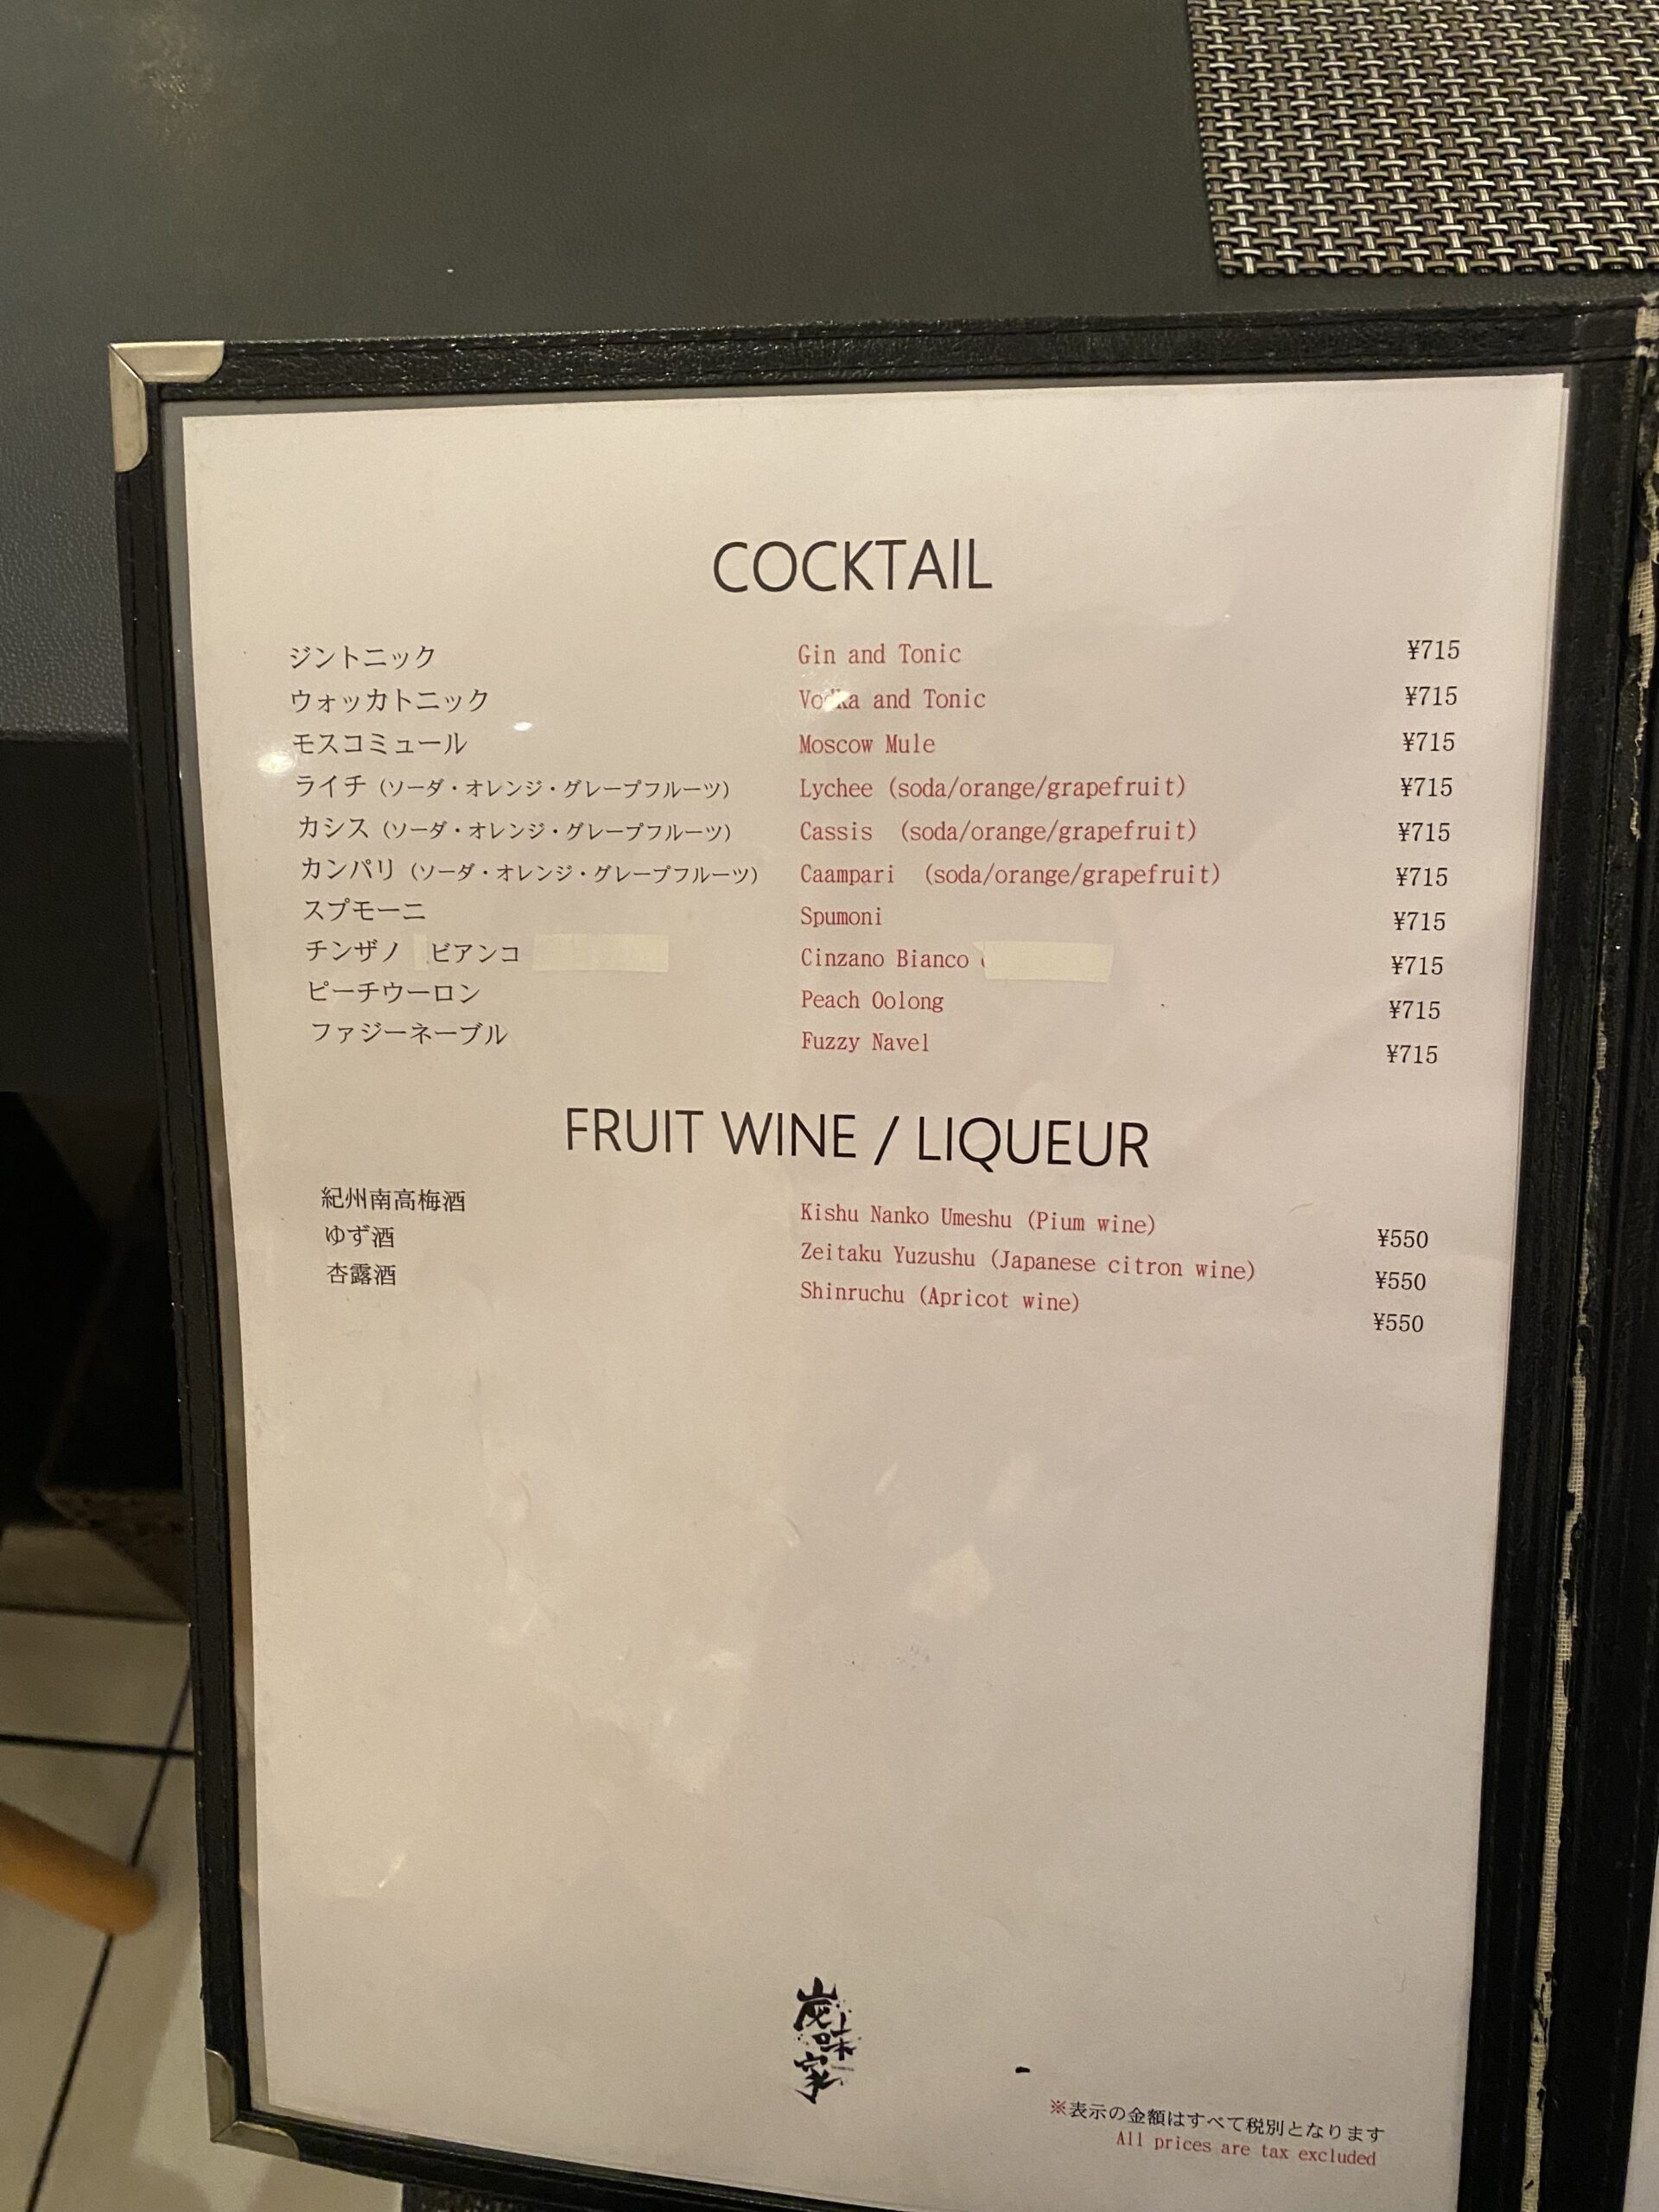 COCKTAIL
ジントニック Gin and Tonic ¥715
ウォッカトニック Vodka and Tonic ¥715
モスコミュール Moscow Mule ¥715
ライチ（ソーダ・オレンジ・グレープフルーツ） Lychee (soda/orange/grapefruit) ¥715
カシス（ソーダ・オレンジ・グレープフルーツ） Cassis (soda/orange/grapefruit) ¥715
カンパリ（ソーダ・オレンジ・グレープフルーツ） Caampari (soda/orange/grapefruit) ¥715
スプモーニ Spumoni ¥715
チンザノ ビアンコ Cinzano Bianco ¥715
ピーチウーロン Peach Oolong ¥715
ファジーネーブル Fuzzy Navel ¥715
FRUIT WINE / LIQUEUR
紀州南高梅酒 Kishu Nanko Umeshu (Pium wine) ¥550
ゆず酒 Zeitaku Yuzushu (Japanese citron wine) ¥550
杏露酒 Shinruchu (Apricot wine) ¥550
炭味家
※表示の金額はすべて税別となります
All prices are tax excluded